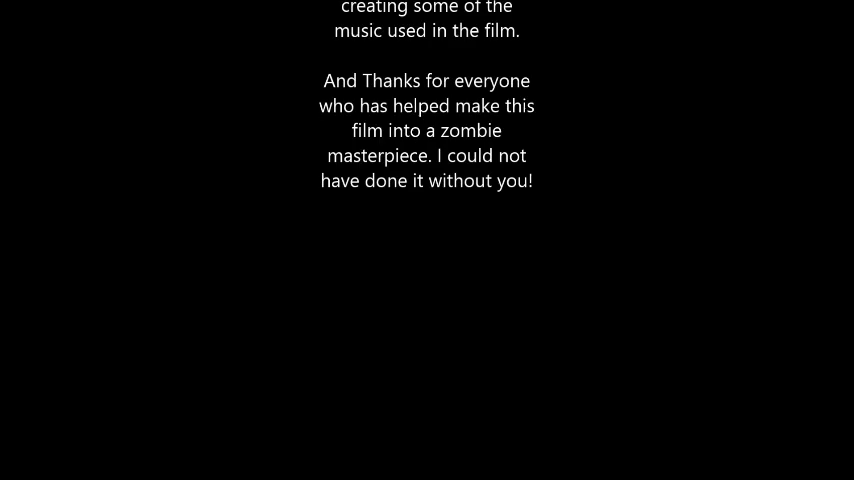 creating some of the
music used in the film.
And Thanks for everyone
who has helped make this
film into a zombie
masterpiece. I could not
have done it without you!